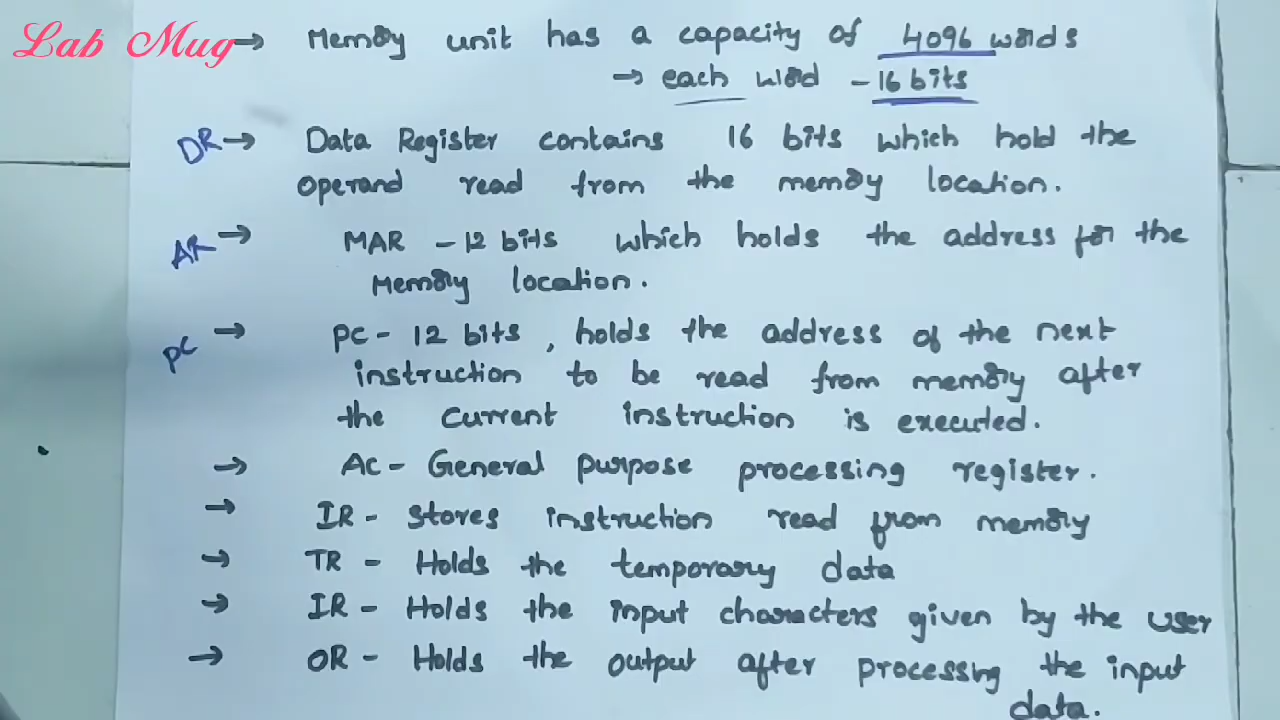 Lab Mug
→ Memory unit has a capacity of 4096 words
→ each word - 16 bits
DR → Data Register contains 16 bits which hold the
operand read from the memory location.
AR → MAR - 12 bits which holds the address for the
Memory location.
PC → PC - 12 bits, holds the address of the next
instruction to be read from memory after
the current instruction is executed.
→ AC - General purpose processing register.
→ IR - Stores instruction read from memory
→ TR - Holds the temporary data
→ IR - Holds the input characters given by the user
→ OR - Holds the output after processing the input
data.